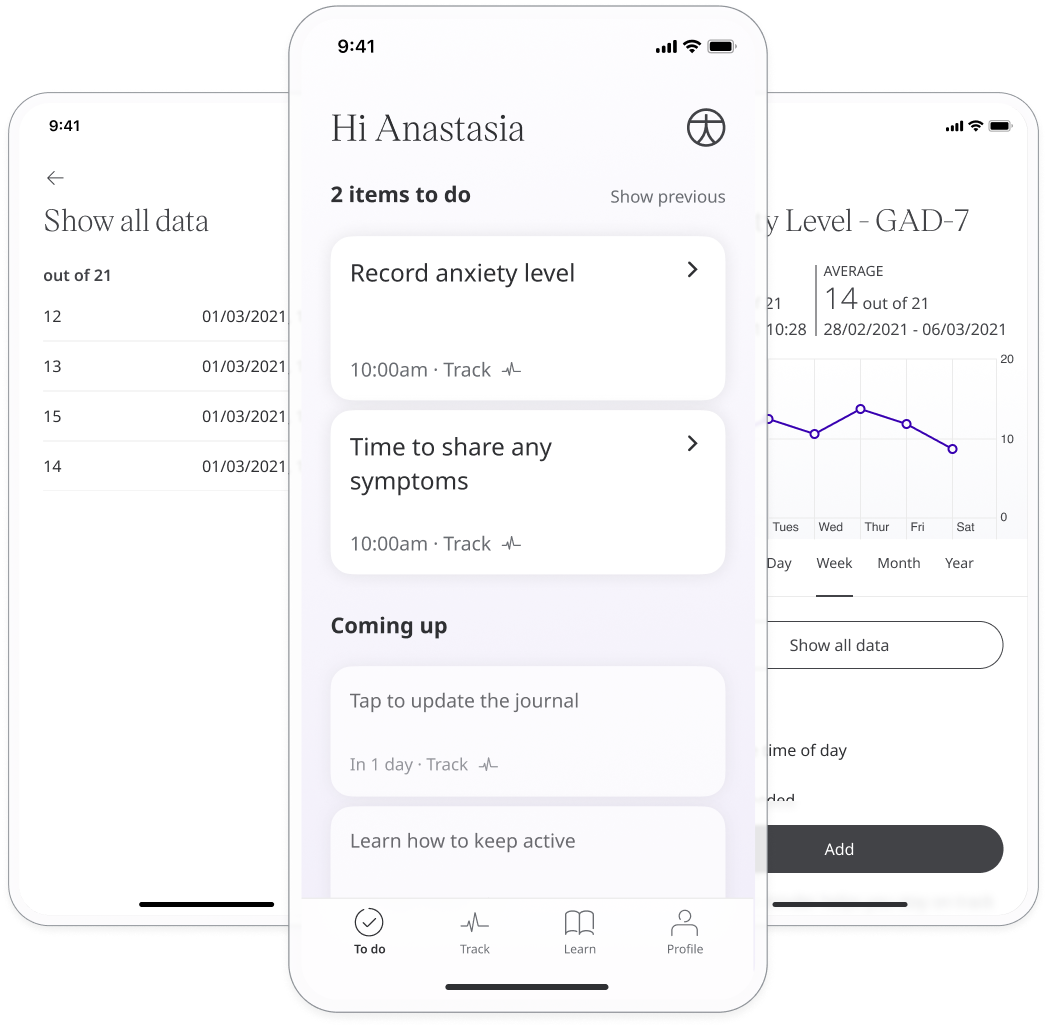 9:41
Show all data
out of 21
12 01/03/2021
13 01/03/2021
15 01/03/2021
14 01/03/2021
9:41
Hi Anastasia
2 items to do Show previous
Record anxiety level
10:00am · Track
Time to share any
symptoms
10:00am · Track
Coming up
Tap to update the journal
In 1 day · Track
Learn how to keep active
To do Track Learn Profile
Level - GAD-7
AVERAGE
21 14 out of 21
10:28 28/02/2021 - 06/03/2021
20
10
0
Tues Wed Thur Fri Sat
Day Week Month Year
Show all data
time of day
Add